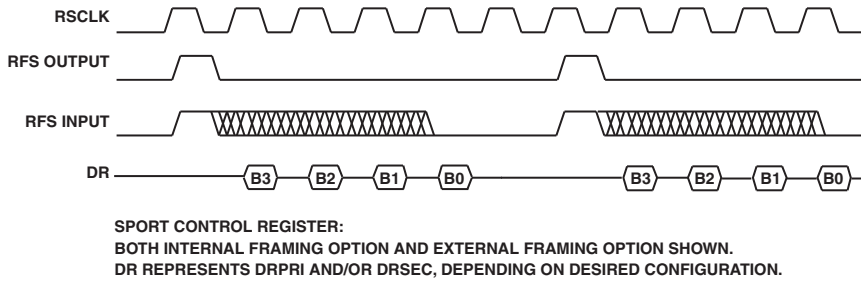 RSCLK
RFS OUTPUT
RFS INPUT
DR B3 B2 B1 B0 B3 B2 B1 B0
SPORT CONTROL REGISTER:
BOTH INTERNAL FRAMING OPTION AND EXTERNAL FRAMING OPTION SHOWN.
DR REPRESENTS DRPRI AND/OR DRSEC, DEPENDING ON DESIRED CONFIGURATION.